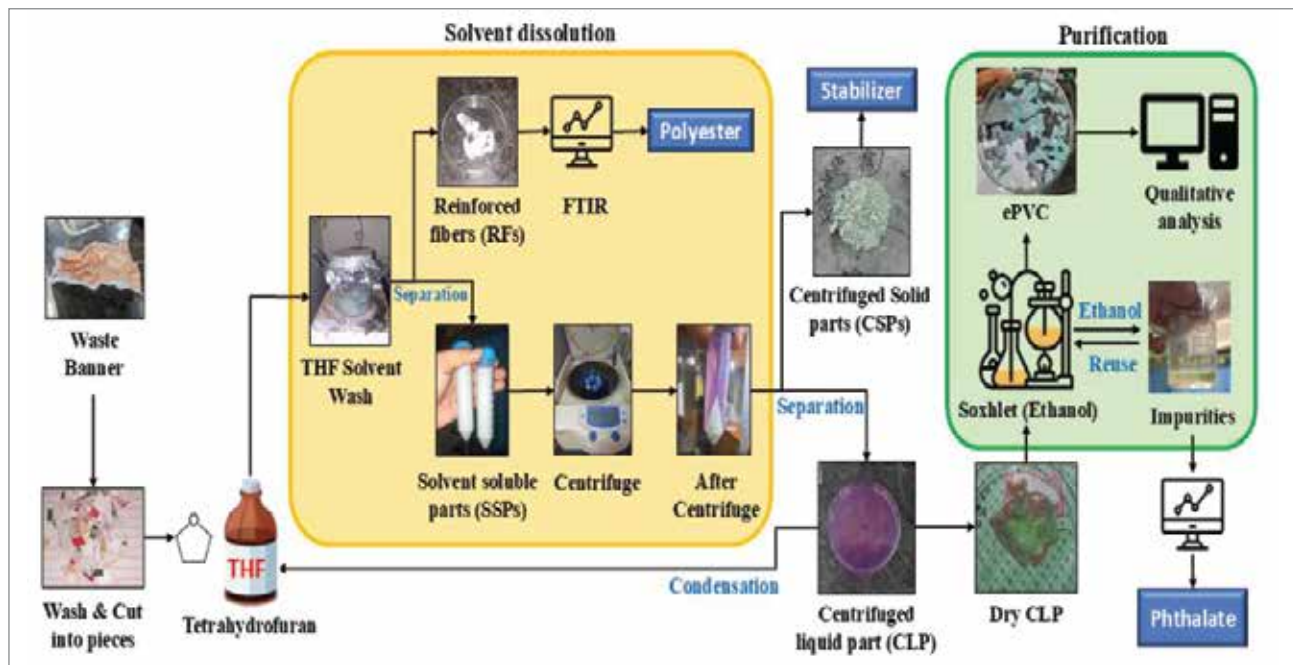 Solvent dissolution
Purification
Stabilizer
Polyester
Reinforced
fibers (RFs)
FTIR
ePVC
Qualitative
analysis
Waste
Banner
THF Solvent
Wash
Separation
Centrifuged Solid
parts (CSPs)
Ethanol
Reuse
Soxhlet (Ethanol)
Impurities
Separation
Solvent soluble
parts (SSPs)
Centrifuge
After
Centrifuge
THF
Condensation
Wash & Cut
into pieces
Tetrahydrofuran
Centrifuged
liquid part (CLP)
Dry CLP
Phthalate